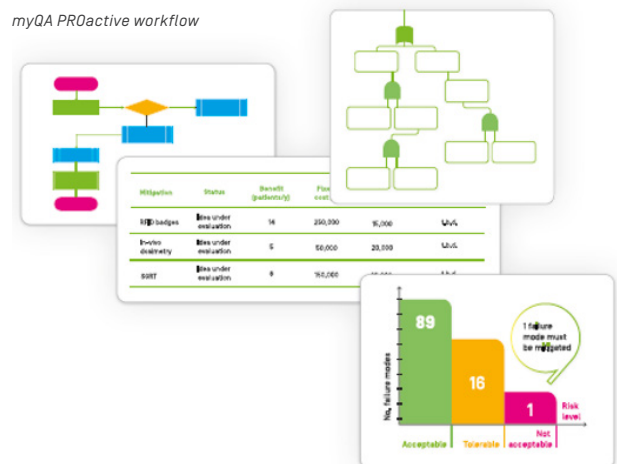 myQA PROactive workflow
Mitigation Status Benefit
(patients/y)
RFID badges Idea under
evaluation 14 250,000 15,000
In-vivo
dosimetry Idea under
evaluation 5 50,000 20,000
SGRT Idea under
evaluation 150,000
No. failure modes
89
16
1
1 failure
mode must
be mitigated
Risk
level
Acceptable Tolerable Not
acceptable